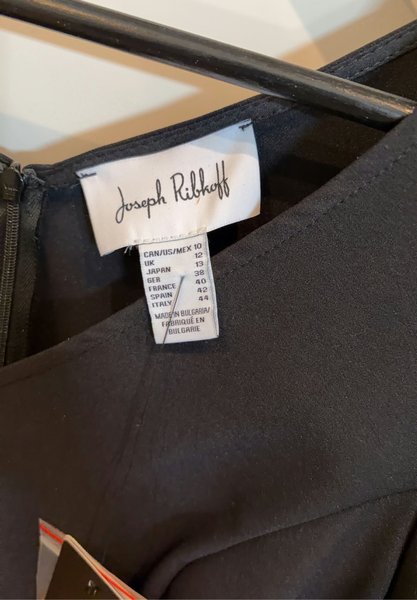 Joseph Ribkoff
CAN/US/MEX 10
UK 12
JAPAN 13
GER 38
FRANCE 40
SPAIN 42
ITALY 44
MADE IN BULGARIA/
FABRIQUÉ EN
BULGARIE